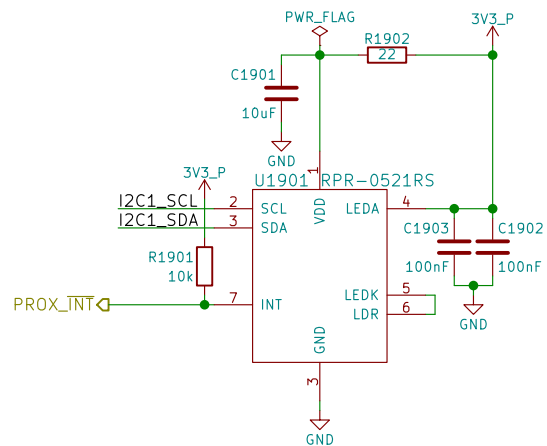 PWR_FLAG
R1902
22
3V3_P
C1901
10uF
GND
3V3_P
U1901 RPR-0521RS
1
VDD
I2C1_SCL
2
SCL
LEDA
4
I2C1_SDA
3
SDA
C1903
100nF
C1902
100nF
R1901
10k
PROX_INT
7
INT
LEDK
5
LDR
6
GND
GND
3
GND